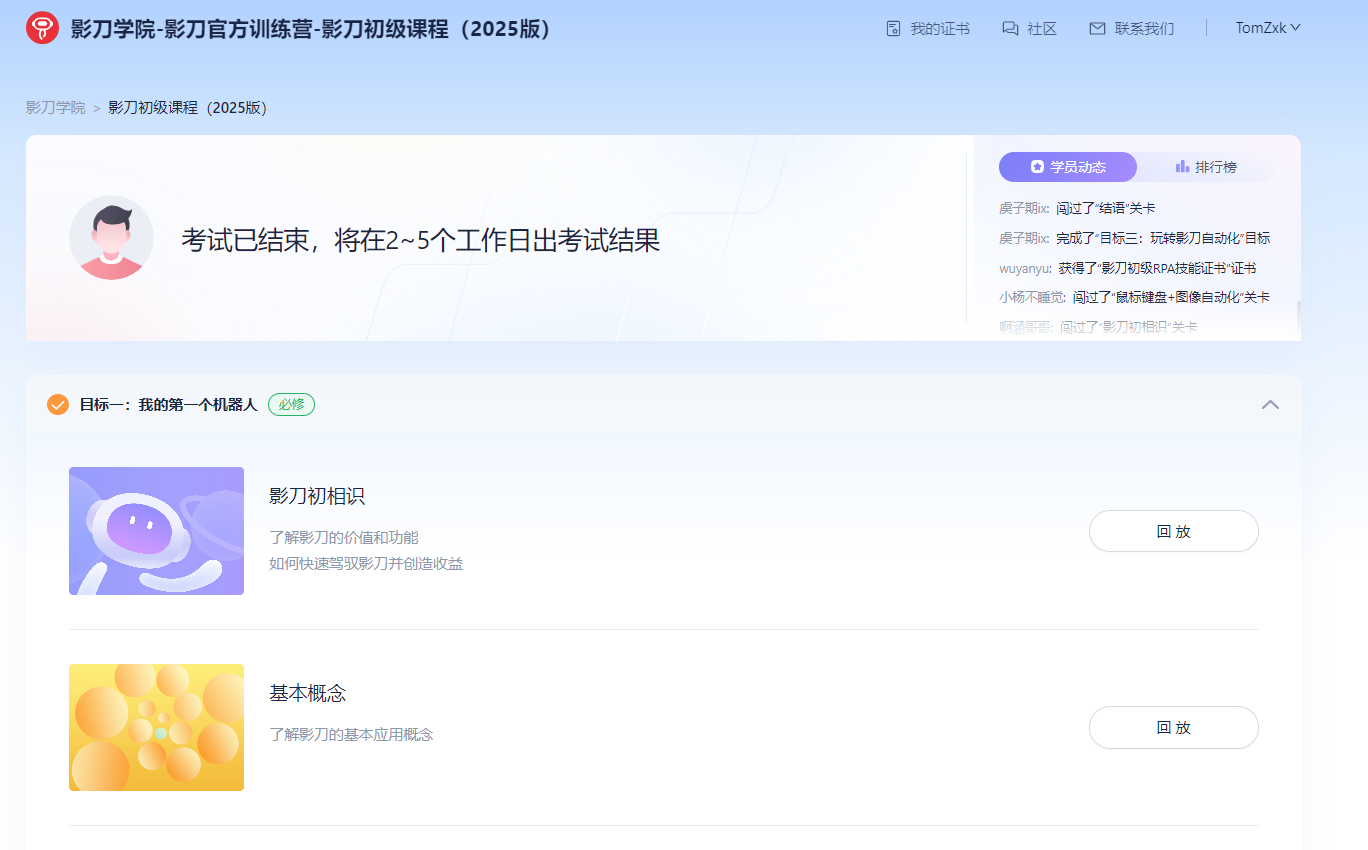 影刀学院-影刀官方训练营-影刀初级课程（2025版）
我的证书 社区 联系我们 TomZxk
影刀学院 > 影刀初级课程（2025版）
考试已结束，将在2~5个工作日出考试结果
学员动态 排行榜
虞子期ix: 闯过了“结语”关卡
虞子期ix: 完成了“目标三：玩转影刀自动化”目标
wuyanyu: 获得了“影刀初级RPA技能证书”证书
小杨不睡觉: 闯过了“鼠标键盘+图像自动化”关卡
啊涵哥哥: 闯过了“影刀初相识”关卡
目标一：我的第一个机器人 必修
影刀初相识
了解影刀的价值和功能
如何快速驾驭影刀并创造收益
回放
基本概念
了解影刀的基本应用概念
回放